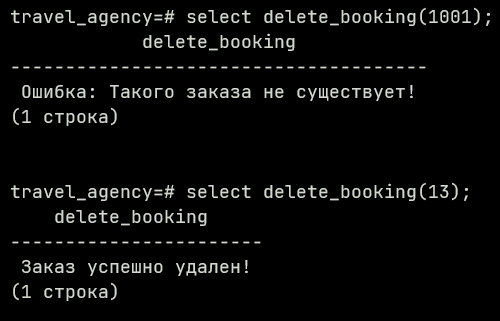 travel_agency=# select delete_booking(1001);
delete_booking
--------------------------------------
Ошибка: Такого заказа не существует!
(1 строка)
travel_agency=# select delete_booking(13);
delete_booking
-----------------------
Заказ успешно удален!
(1 строка)